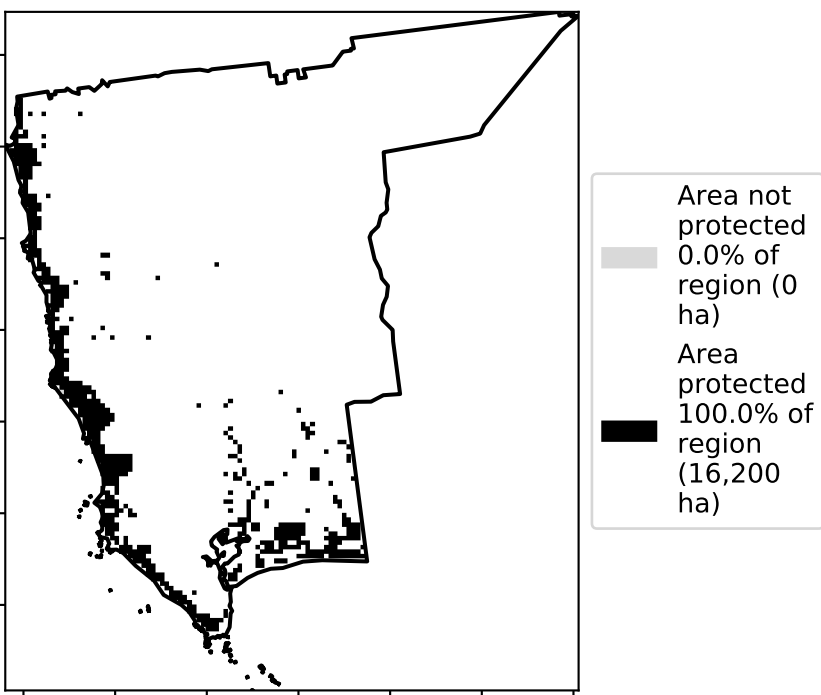 Area not
protected
0.0% of
region (0
ha)
Area
protected
100.0% of
region
(16,200
ha)